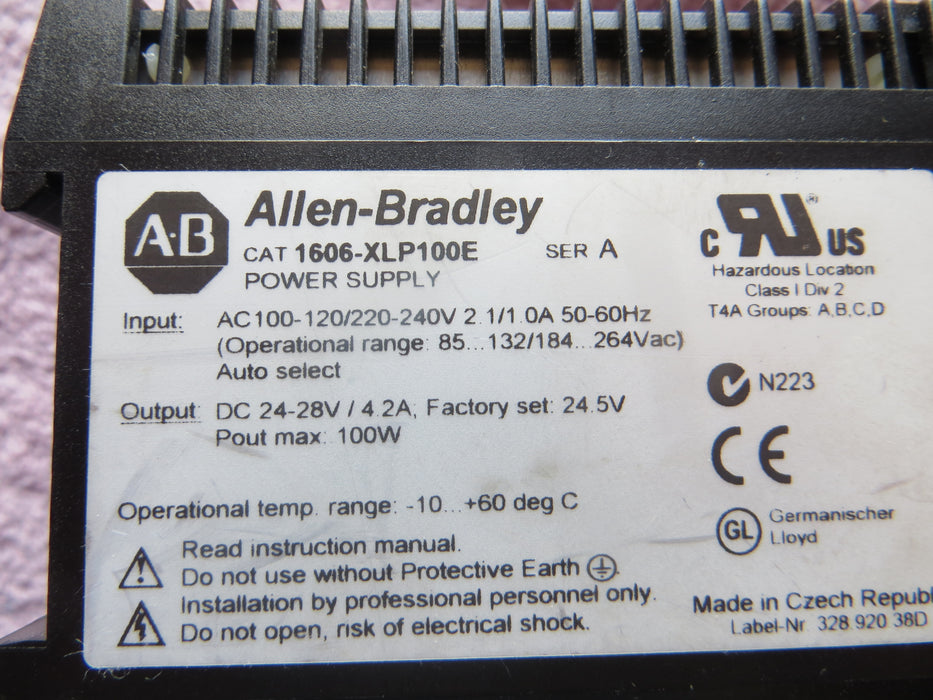 A·B
Allen-Bradley
CAT 1606-XLP100E SER A
POWER SUPPLY
Input: AC100-120/220-240V 2.1/1.0A 50-60Hz
(Operational range: 85...132/184...264Vac)
Auto select
Output: DC 24-28V / 4.2A; Factory set: 24.5V
Pout max: 100W
Operational temp. range: -10...+60 deg C
Read instruction manual.
Do not use without Protective Earth
Installation by professional personnel only.
Do not open, risk of electrical shock.
C RU US ®
Hazardous Location
Class I Div 2
T4A Groups: A,B,C,D
N223
CE
GL Germanischer
Lloyd
Made in Czech Republ
Label-Nr. 328.920 38D